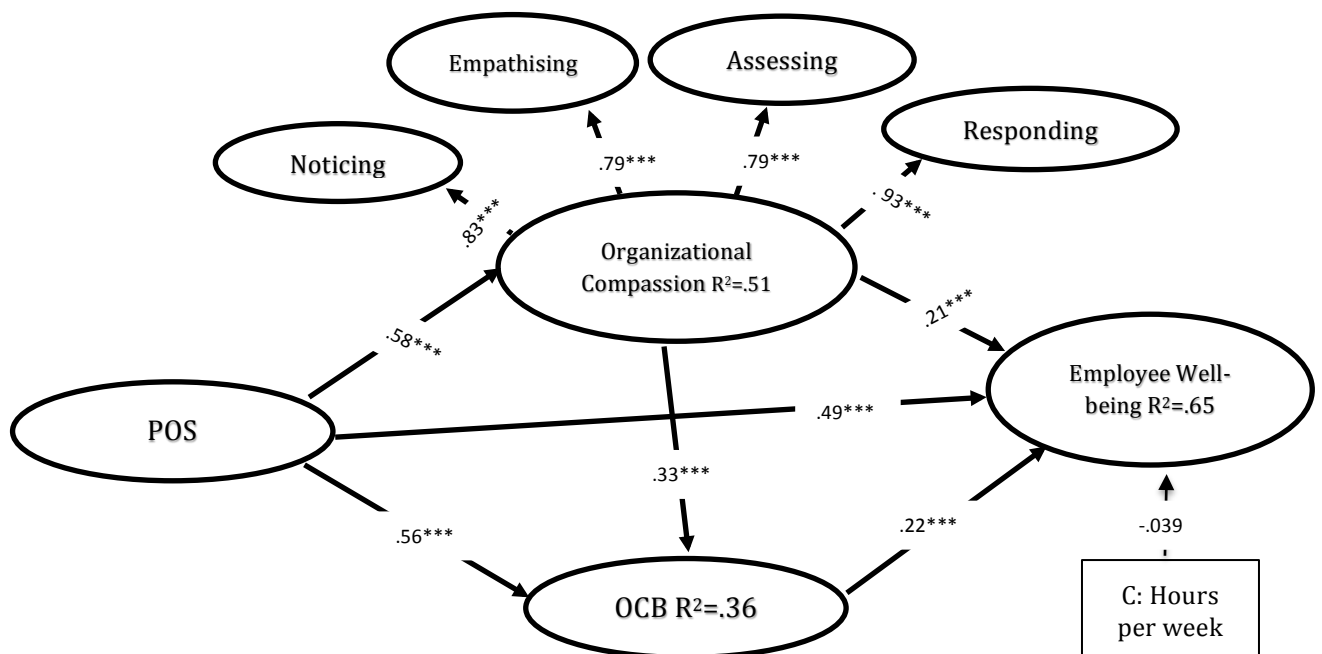 Empathising
Assessing
Responding
Noticing
.79***
.79***
.83***
.93***
Organizational
Compassion R²=.51
.21***
.58***
Employee Well-
being R²=.65
.49***
POS
.33***
.56***
.22***
-.039
OCB R²=.36
C: Hours
per week